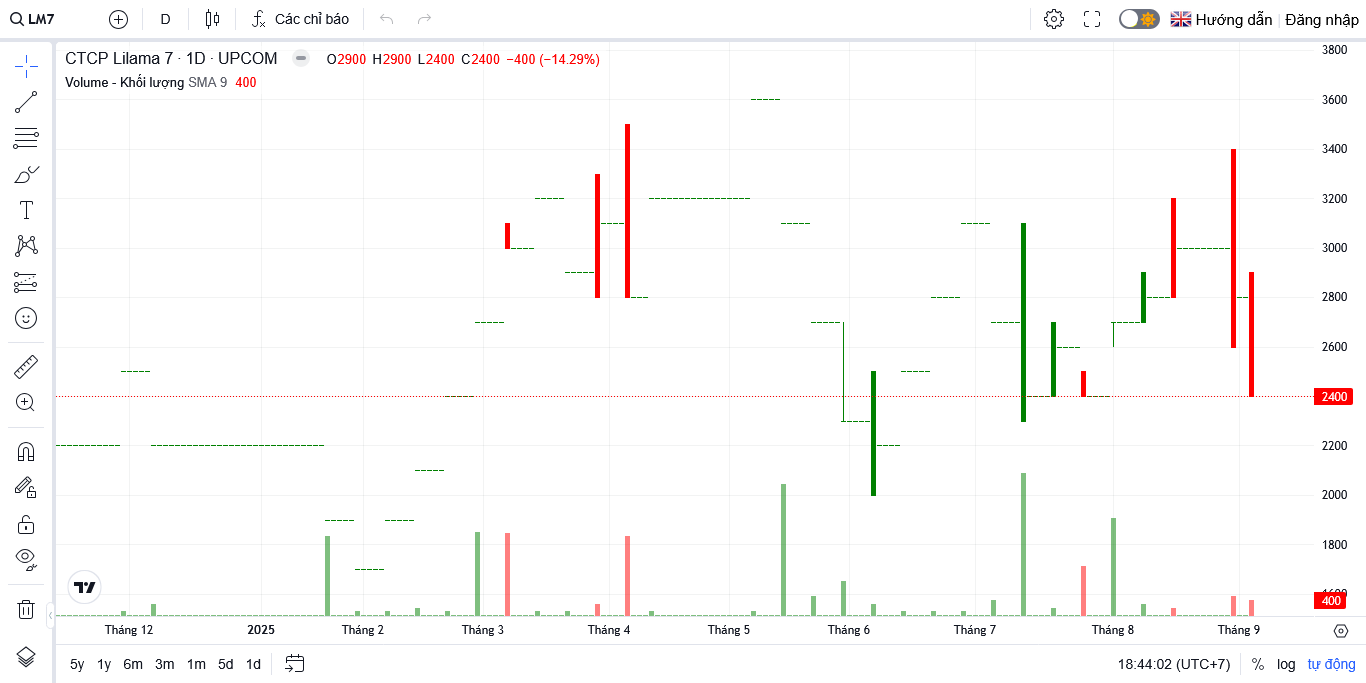 LM7 D Các chỉ báo Hướng dẫn Đăng nhập
CTCP Lilama 7 · 1D · UPCOM O2900 H2900 L2400 C2400 −400 (−14.29%)
Volume - Khối lượng SMA 9 400
3800
3600
3400
3200
3000
2800
2600
2400
2200
2000
1800
1600
400
Tháng 12 2025 Tháng 2 Tháng 3 Tháng 4 Tháng 5 Tháng 6 Tháng 7 Tháng 8 Tháng 9
5y 1y 6m 3m 1m 5d 1d 18:44:02 (UTC+7) % log tự động